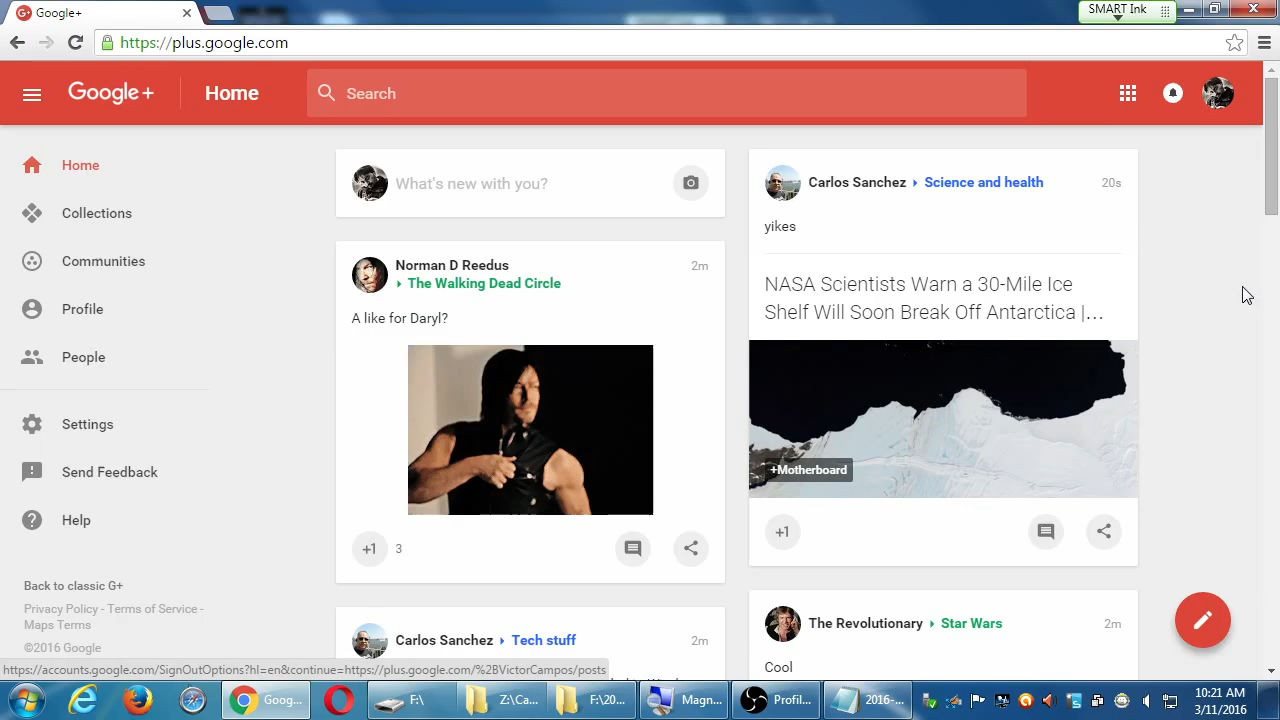 Google+
SMART Ink
https://plus.google.com
Google+
Home
Search
Home
Collections
Communities
Profile
People
Settings
Send Feedback
Help
Back to classic G+
Privacy Policy - Terms of Service -
Maps Terms
©2016 Google
What's new with you?
Norman D Reedus
The Walking Dead Circle
2m
A like for Daryl?
+1
3
Carlos Sanchez
Tech stuff
2m
Carlos Sanchez
Science and health
20s
yikes
NASA Scientists Warn a 30-Mile Ice
Shelf Will Soon Break Off Antarctica |...
+Motherboard
+1
The Revolutionary
Star Wars
2m
Cool
https://accounts.google.com/SignOutOptions?hl=en&continue=https://plus.google.com/%2BVictorCampos/posts
Goog...
F:\
Z:\Ca...
F:\20...
Magn...
Profil...
2016-...
10:21 AM
3/11/2016